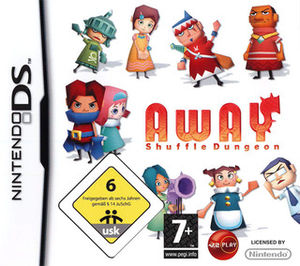 NINTENDO DS
AWAY
Shuffle Dungeon
6
Freigegeben ab sechs Jahren
gemäß § 14 JuSchG
usk
7+
www.pegi.info
PLAY
LICENSED BY
Nintendo